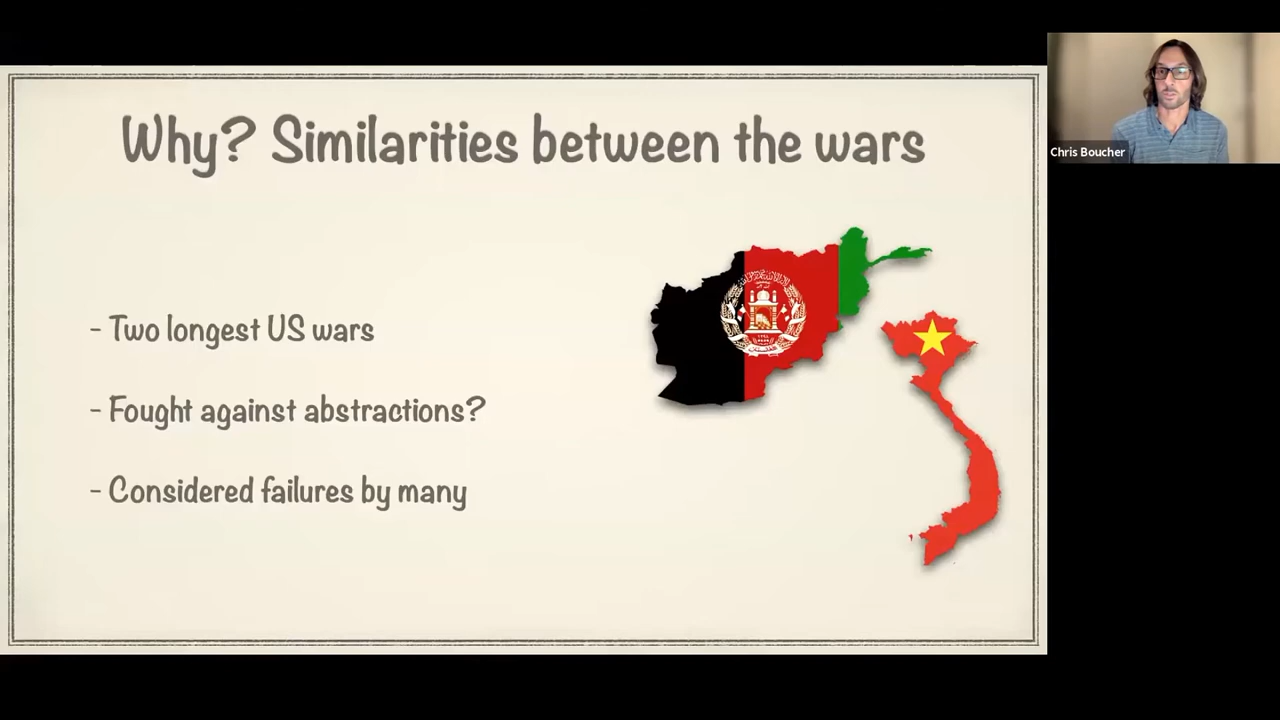 Why? Similarities between the wars
- Two longest US wars
- Fought against abstractions?
- Considered failures by many
Chris Boucher